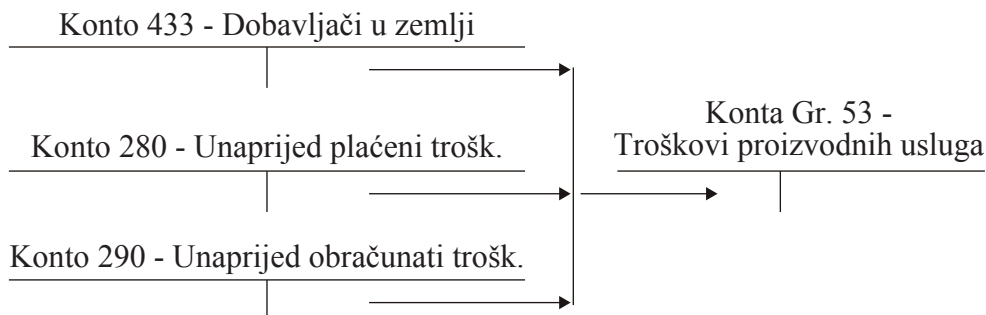 Konto 433 - Dobavljači u zemlji
Konto 280 - Unaprijed plaćeni trošk.
Konto 290 - Unaprijed obračunati trošk.
Konta Gr. 53 -
Troškovi proizvodnih usluga